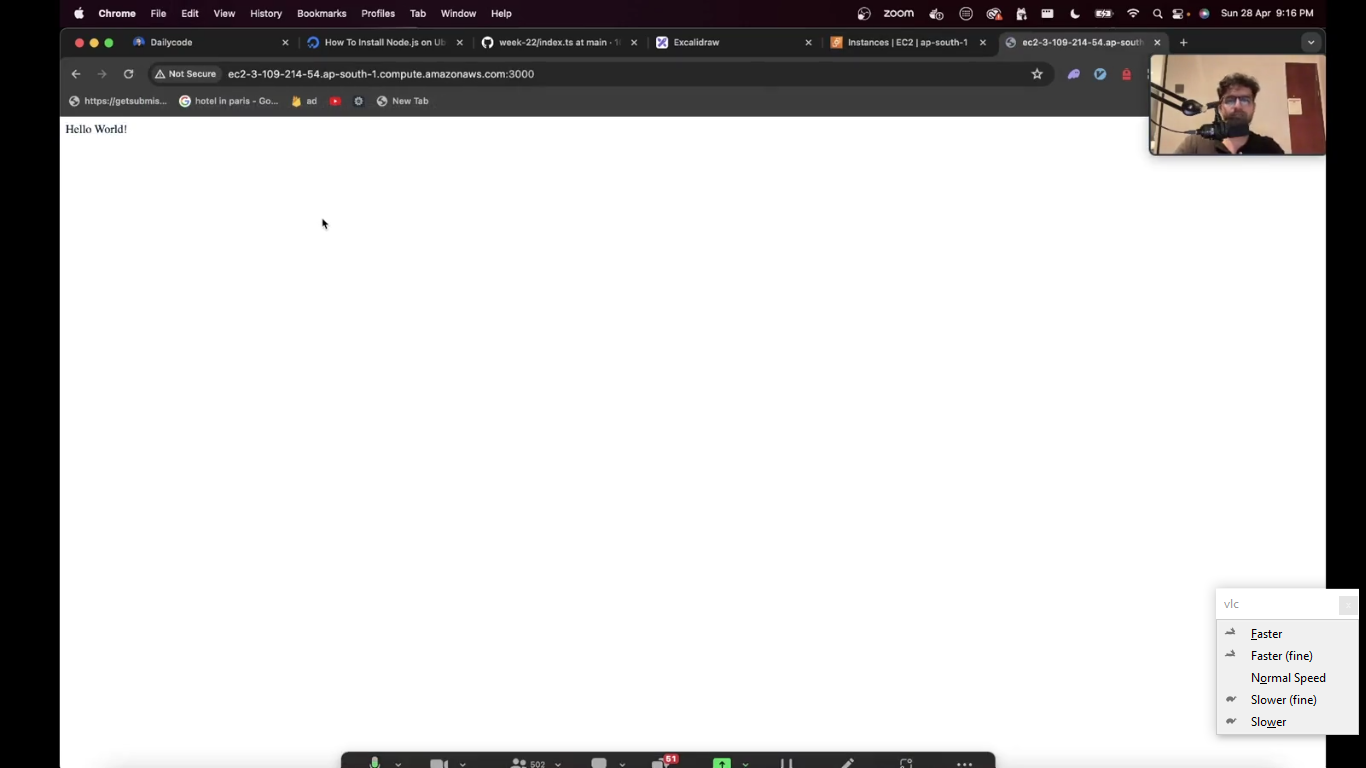 Chrome File Edit View History Bookmarks Profiles Tab Window Help zoom Sun 28 Apr 9:16 PM
Dailycode How To Install Node.js on Ub week-22/index.ts at main · Excalidraw Instances | EC2 | ap-south-1 ec2-3-109-214-54.ap-south
Not Secure ec2-3-109-214-54.ap-south-1.compute.amazonaws.com:3000
https://getsubmis... hotel in paris - Go... ad New Tab
Hello World!
vlc
Faster
Faster (fine)
Normal Speed
Slower (fine)
Slower
502 51